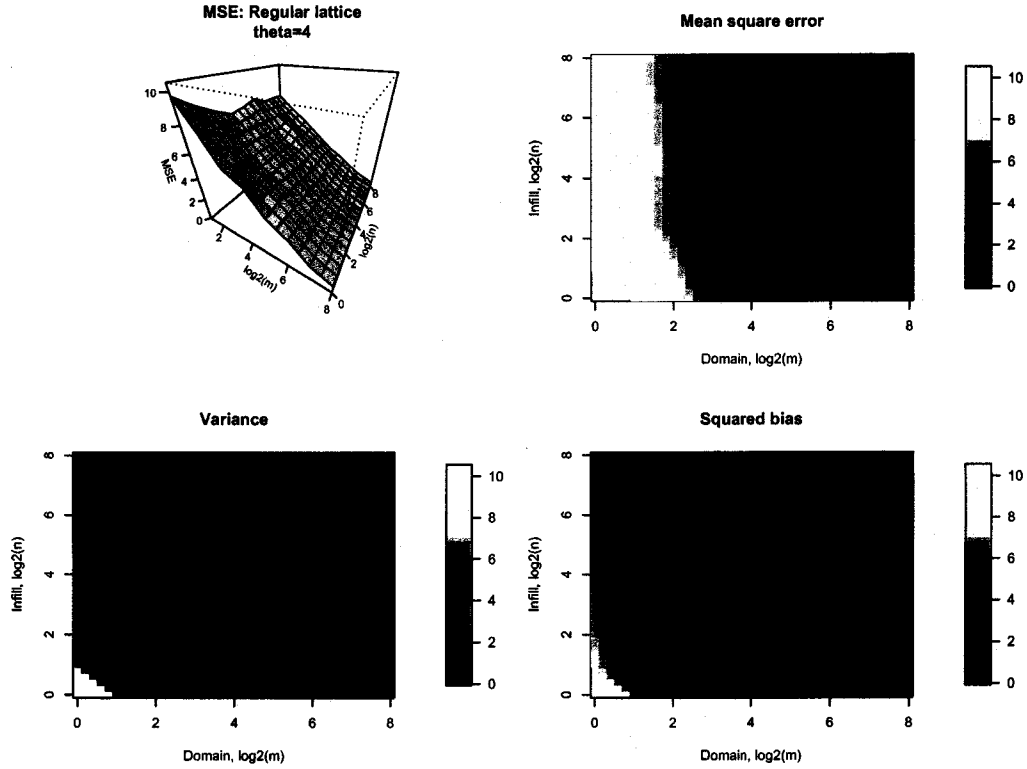 MSE: Regular lattice
theta=4
10
8
6
4
2
0
MSE
2
4
6
8
log2(m)
0
2
4
6
8
log2(n)
Mean square error
8
6
4
2
0
Infill, log2(n)
0 2 4 6 8
Domain, log2(m)
10
8
6
4
2
0
Variance
8
6
4
2
0
Infill, log2(n)
0 2 4 6 8
Domain, log2(m)
10
8
6
4
2
0
Squared bias
8
6
4
2
0
Infill, log2(n)
0 2 4 6 8
Domain, log2(m)
10
8
6
4
2
0